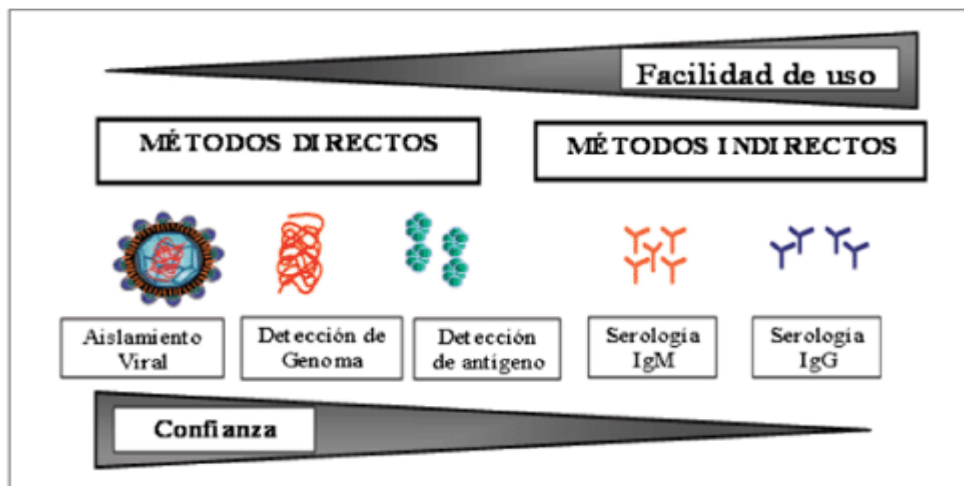 Facilidad de uso
MÉTODOS DIRECTOS
MÉTODOS INDIRECTOS
Aislamiento
Viral
Detección de
Genoma
Detección
de antígeno
Serología
IgM
Serología
IgG
Confianza